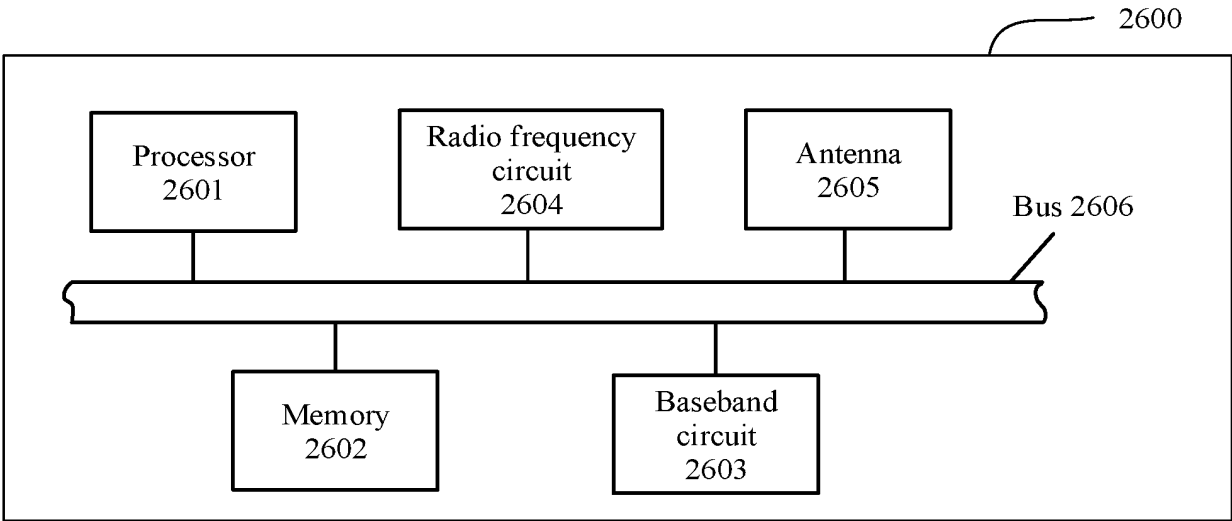 2600
Processor
2601
Radio frequency
circuit
2604
Antenna
2605
Bus 2606
Memory
2602
Baseband
circuit
2603